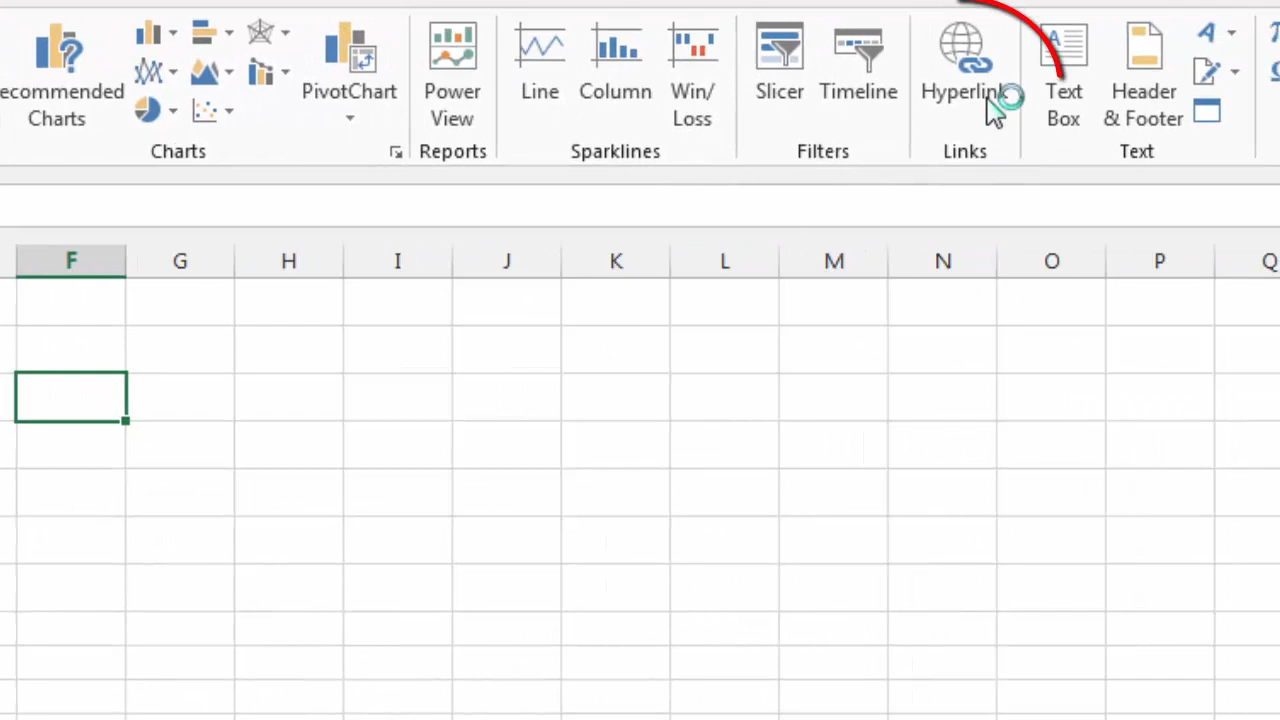 ecommended
Charts
PivotChart
Charts
Power
View
Reports
Line
Column
Win/
Loss
Sparklines
Slicer
Timeline
Filters
Hyperlink
Links
A
Text
Box
Header
& Footer
A
Text
F G H I J K L M N O P Q